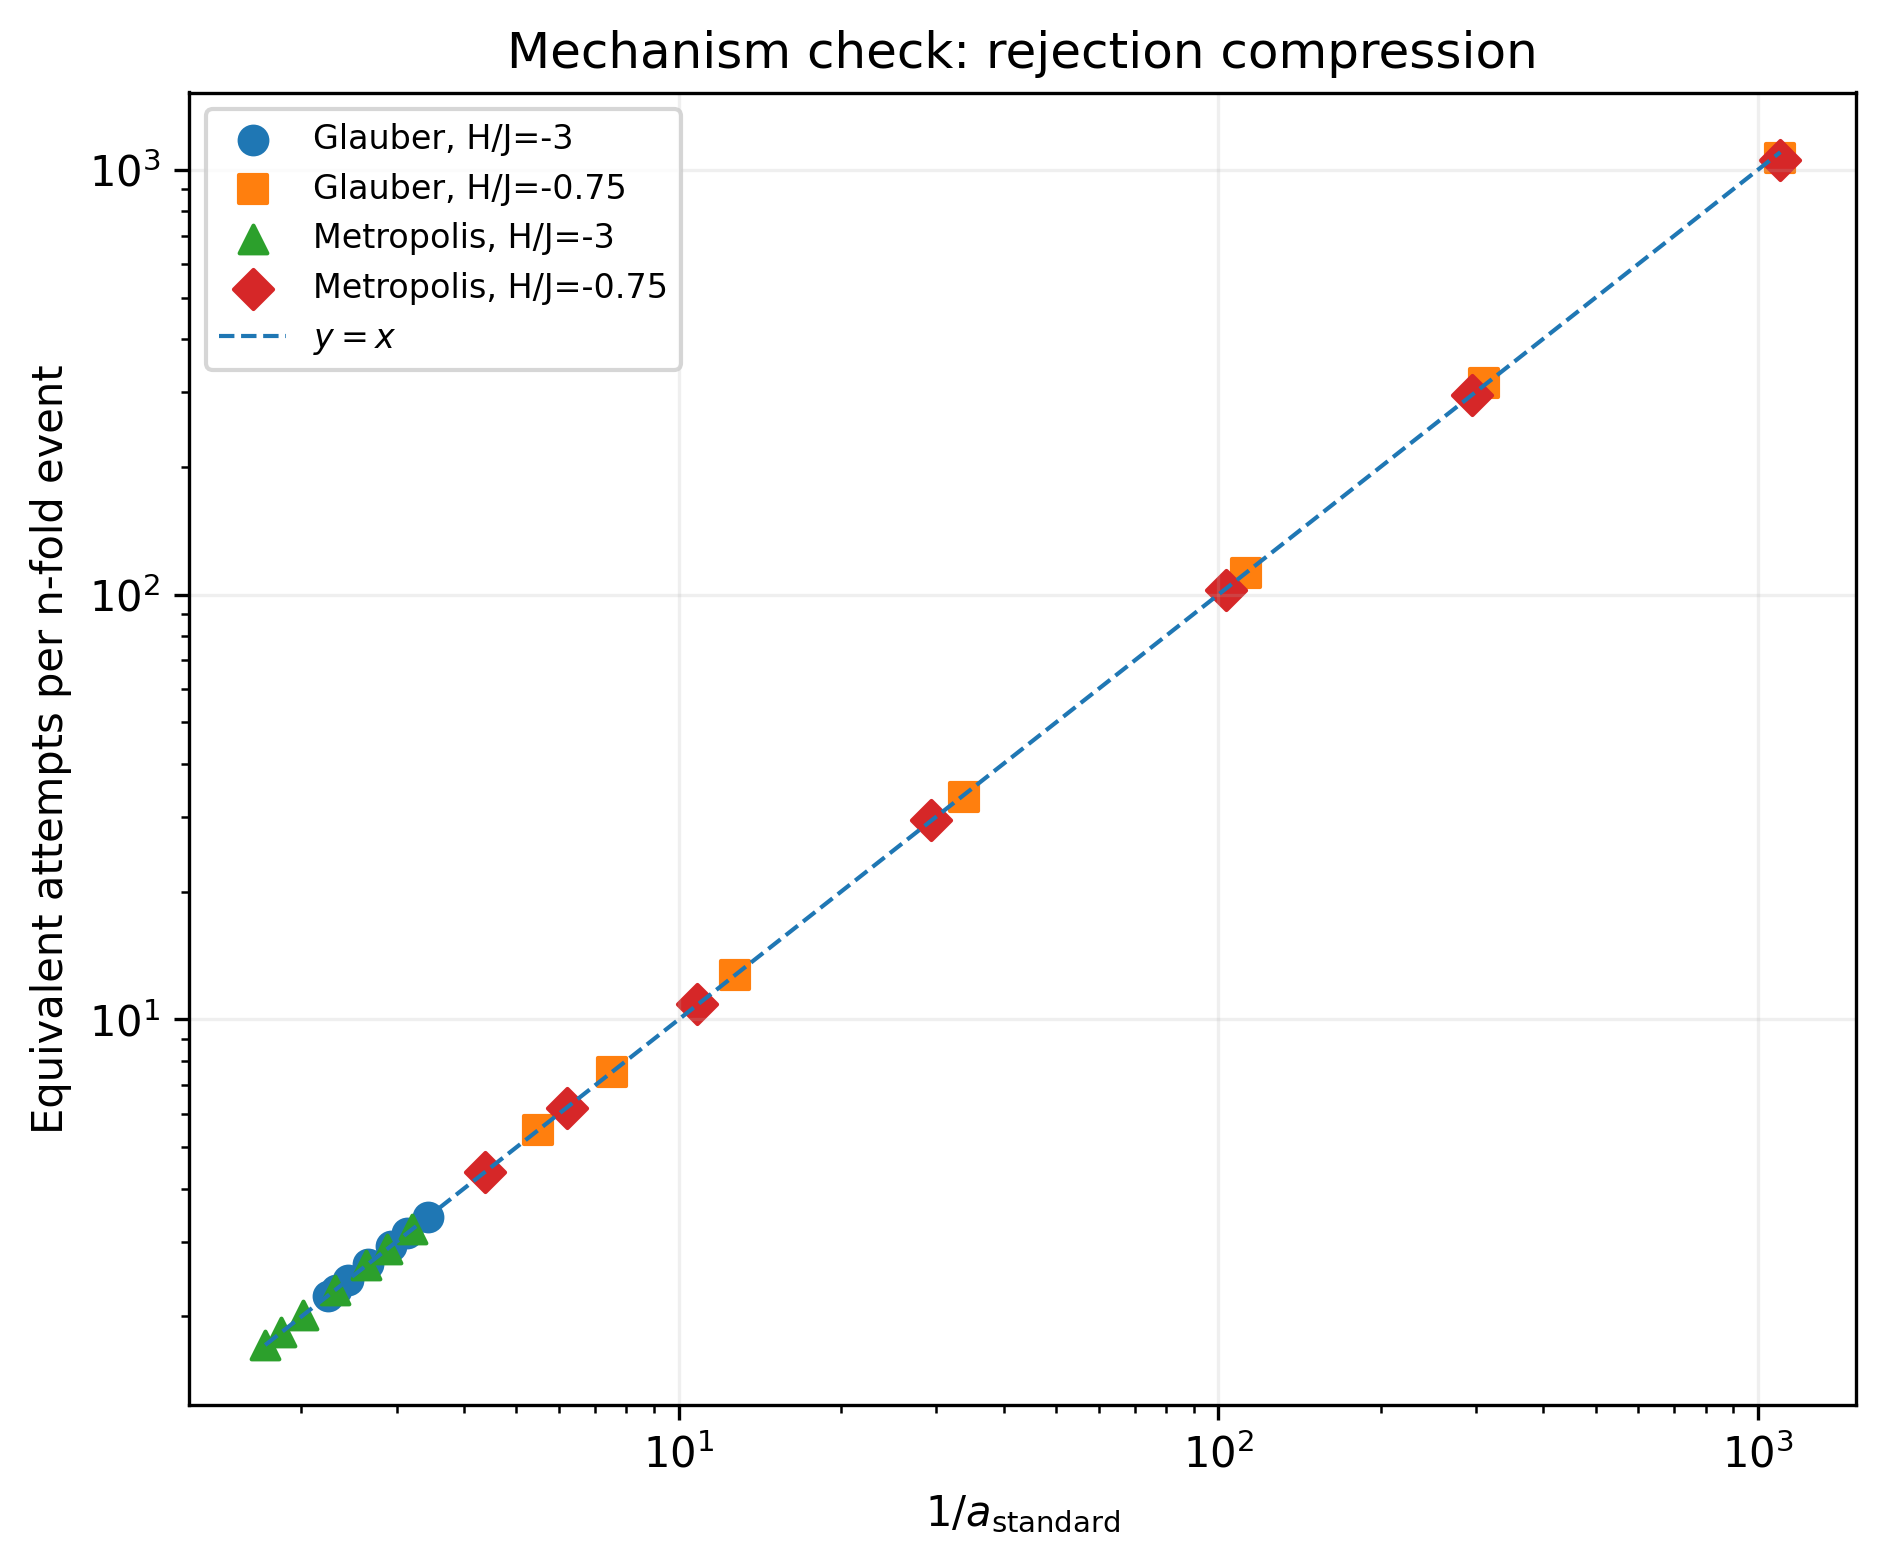 Mechanism check: rejection compression
Glauber, H/J=-3
Glauber, H/J=-0.75
Metropolis, H/J=-3
Metropolis, H/J=-0.75
y = x
Equivalent attempts per n-fold event
10³
10²
10¹
10¹ 10² 10³
1/a_standard